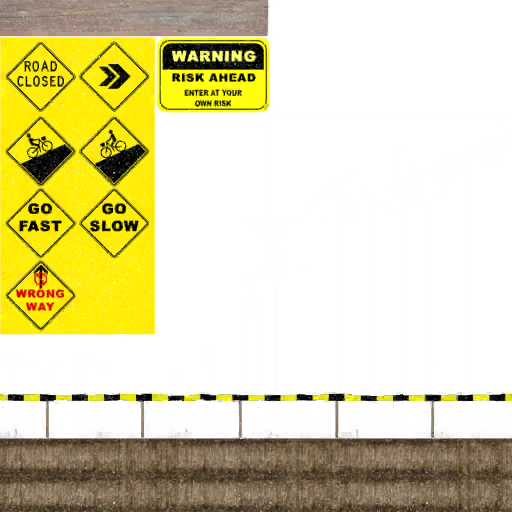 ROAD
CLOSED
WARNING
RISK AHEAD
ENTER AT YOUR
OWN RISK
GO
FAST
GO
SLOW
WRONG
WAY